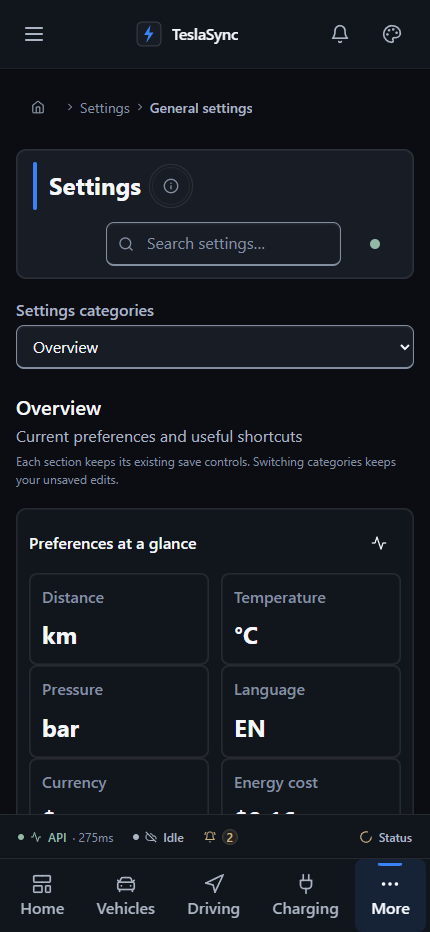 TeslaSync
Settings
General settings
Settings
Search settings...
Settings categories
Overview
Overview
Current preferences and useful shortcuts
Each section keeps its existing save controls. Switching categories keeps
your unsaved edits.
Preferences at a glance
Distance
Temperature
km
°C
Pressure
Language
bar
EN
Currency
Energy cost
API · 275ms
Idle
2
Status
Home
Vehicles
Driving
Charging
More